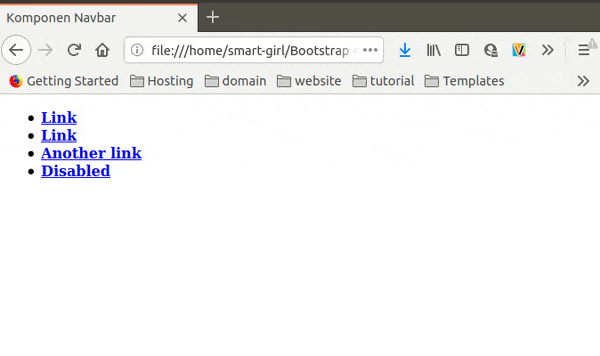 Komponen Navbar
file:///home/smart-girl/Bootstrap
Getting Started Hosting domain website tutorial Templates
Link
Link
Another link
Disabled